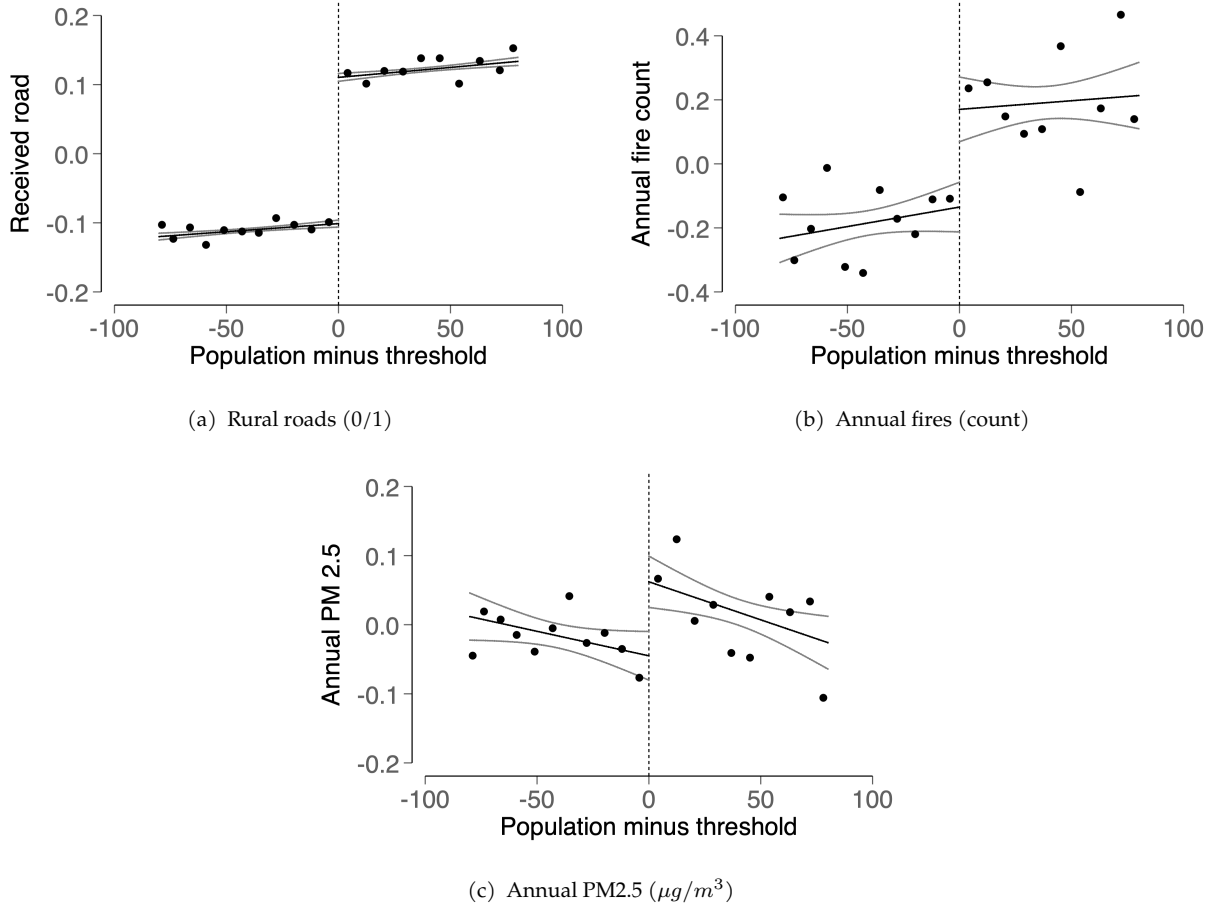 Received road
0.2
0.1
0.0
-0.1
-0.2
-100 -50 0 50 100
Population minus threshold
(a) Rural roads (0/1)
Annual fire count
0.4
0.2
0.0
-0.2
-0.4
-100 -50 0 50 100
Population minus threshold
(b) Annual fires (count)
Annual PM 2.5
0.2
0.1
0.0
-0.1
-0.2
-100 -50 0 50 100
Population minus threshold
(c) Annual PM2.5 (μg/m³)